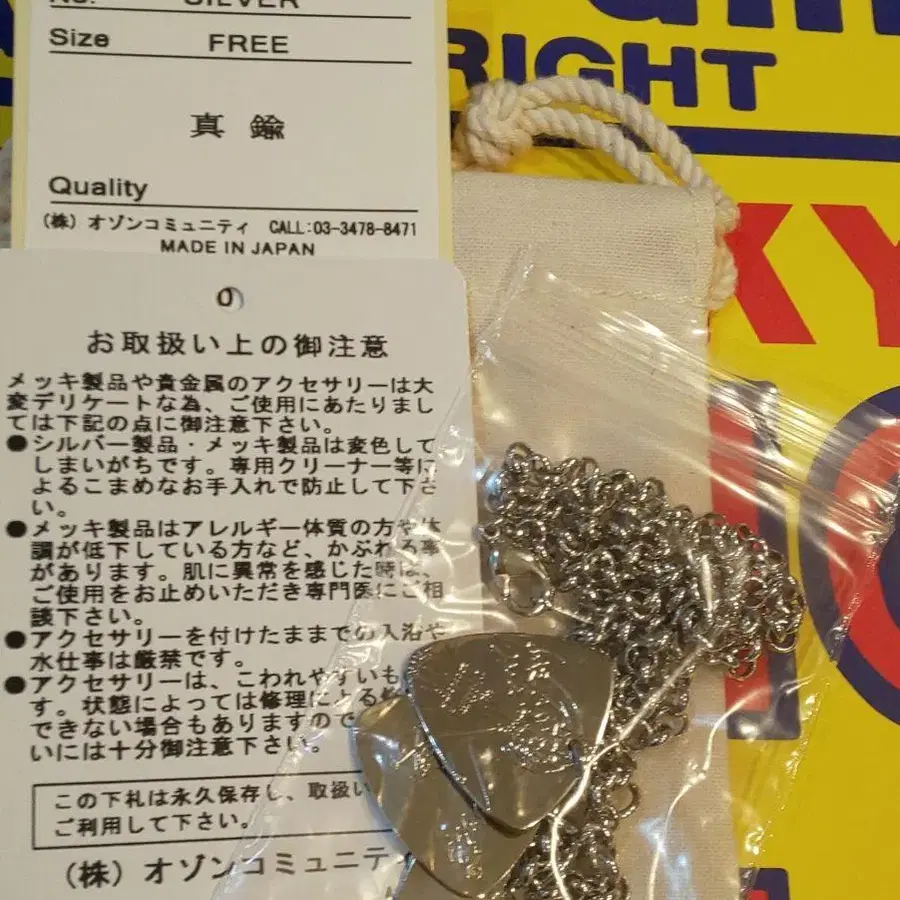 No. SILVER
Size FREE
真鍮
Quality
(株)オゾンコミュニティ CALL:03-3478-8471
MADE IN JAPAN
RIGHT
KY
お取扱い上の御注意
メッキ製品や貴金属のアクセサリーは大
変デリケートな為、ご使用にあたりまし
ては下記の点に御注意下さい。
●シルバー製品・メッキ製品は変色して
しまいがちです。専用クリーナー等に
よるこまめなお手入れで防止して下さ
い。
●メッキ製品はアレルギー体質の方や体
調が低下している方など、かぶれる事
があります。肌に異常を感じた時は、
ご使用をお止めいただき専門医にご相
談下さい。
●アクセサリーを付けたままでの入浴や
水仕事は厳禁です。
●アクセサリーは、こわれやすいもの
す。状態によっては修理による
できない場合もありますので
いには十分御注意下さい。
この下札は永久保存し、取扱い
ご利用して下さい。
(株)オゾンコミュニティ